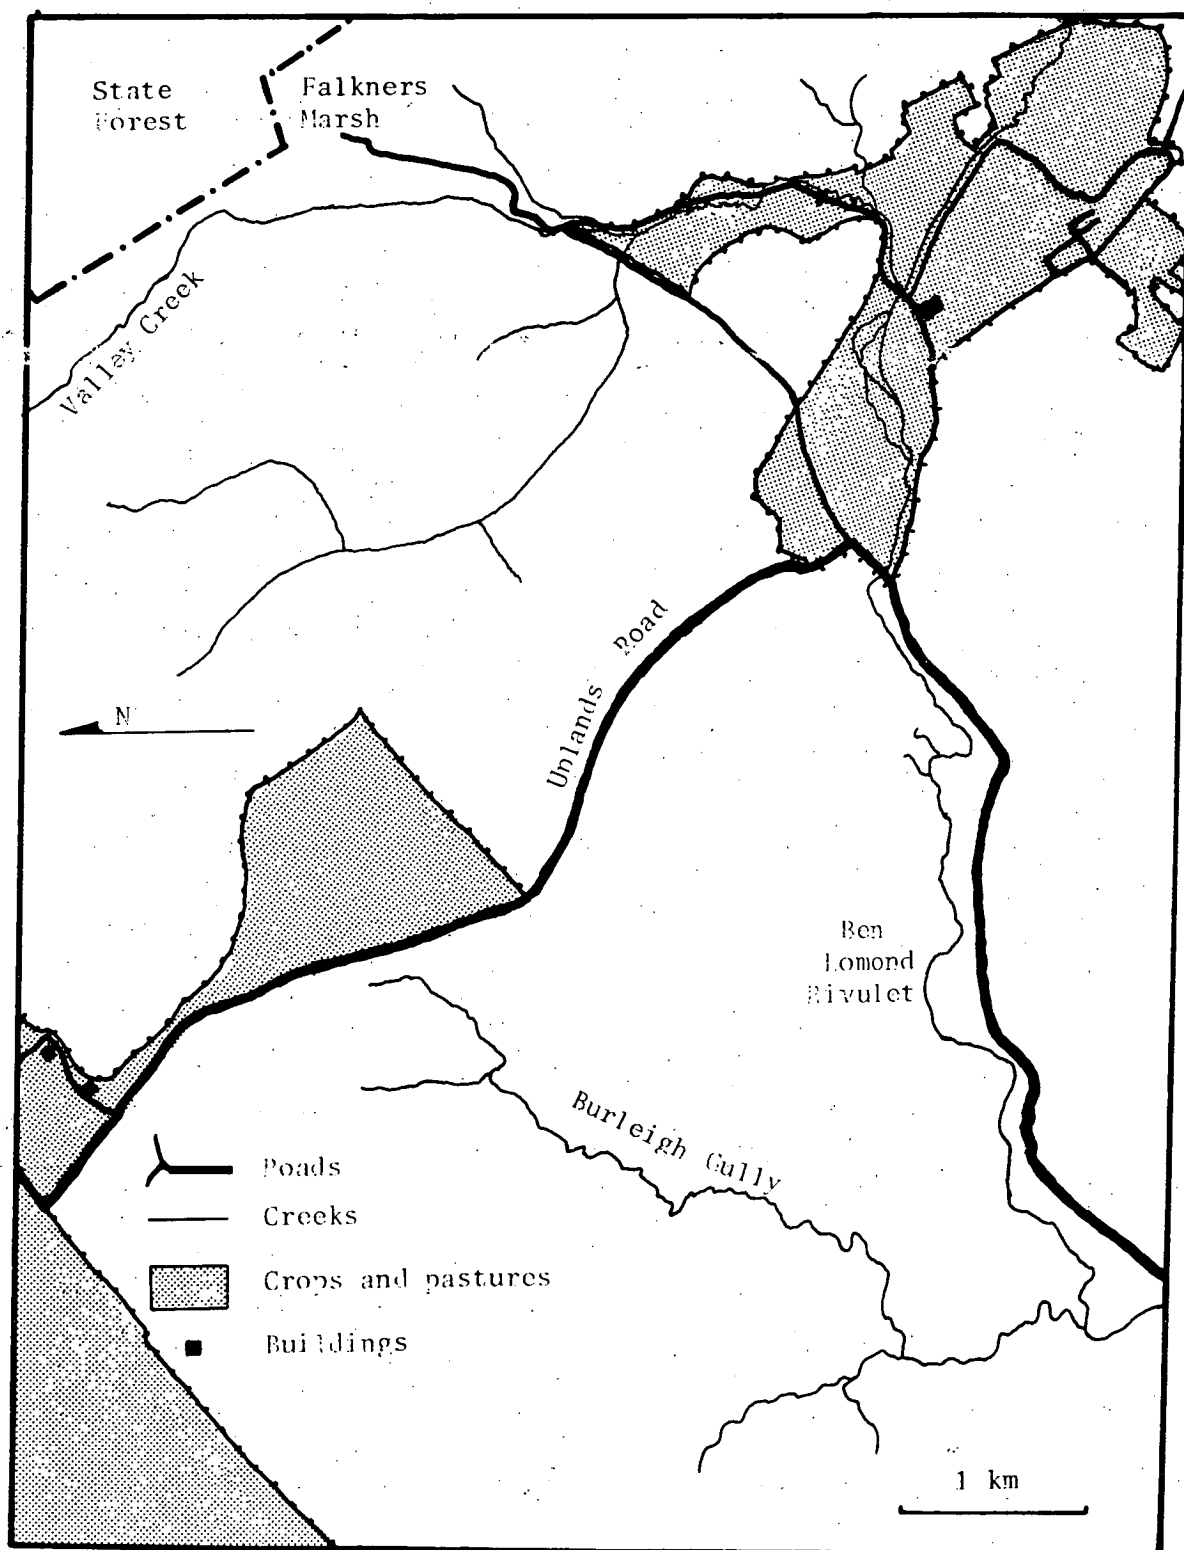 State
Forest
Falkners
Marsh
Valley Creek
N
Uplands Road
Ben
Lomond
Rivulet
Burleigh Gully
Roads
Creeks
Crops and pastures
Buildings
1 km